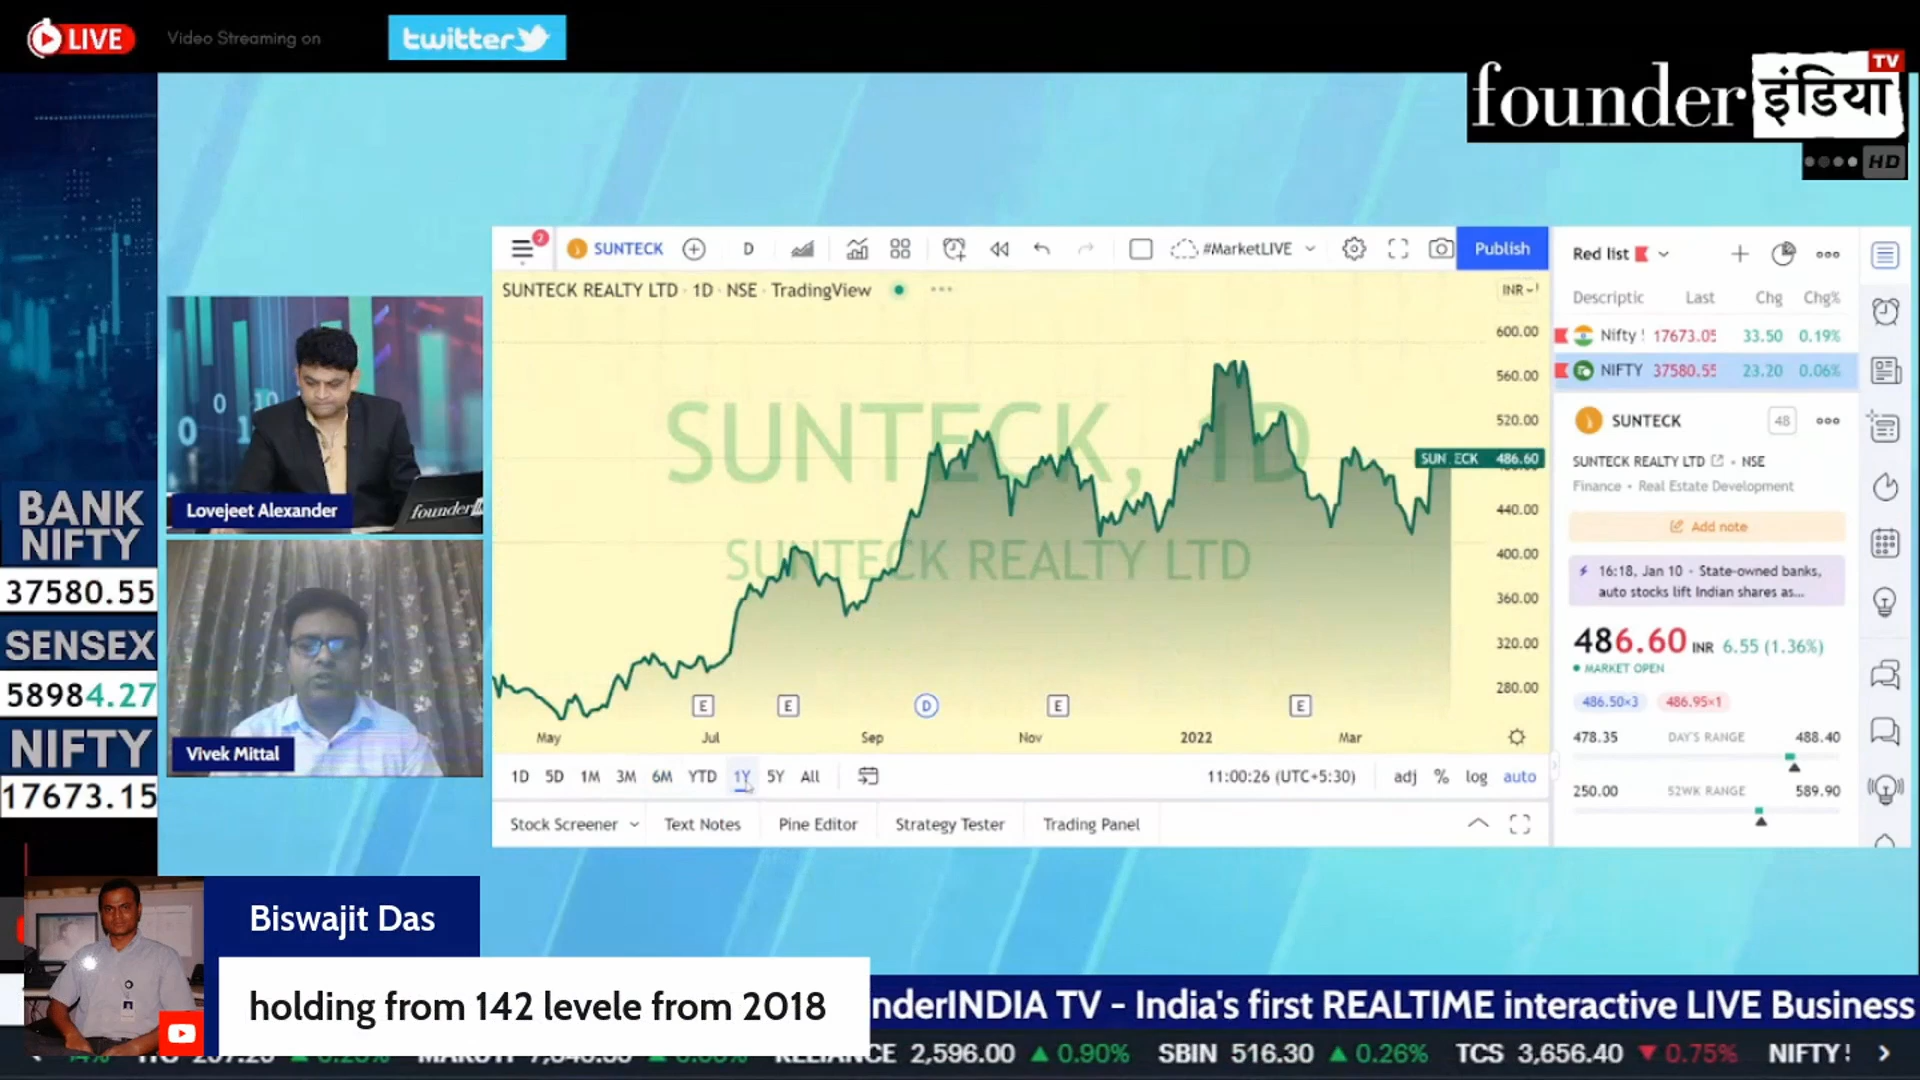 LIVE
Video Streaming on
twitter
TV
founder इंडिया
HD
BANK
NIFTY
37580.55
SENSEX
58984.27
NIFTY
17673.15
Lovejeet Alexander
founder
Vivek Mittal
2
SUNTECK
D
#MarketLIVE
Publish
SUNTECK REALTY LTD · 1D · NSE · TradingView
INR
SUNTECK, 1D
SUNTECK REALTY LTD
600.00
560.00
520.00
SUNTECK 486.60
440.00
400.00
360.00
320.00
280.00
E E D E E
May Jul Sep Nov 2022 Mar
1D 5D 1M 3M 6M YTD 1Y 5Y All
11:00:26 (UTC+5:30) adj % log auto
Stock Screener Text Notes Pine Editor Strategy Tester Trading Panel
Red list
Descriptic Last Chg Chg%
Nifty 17673.05 33.50 0.19%
NIFTY 37580.55 23.20 0.06%
SUNTECK 48
SUNTECK REALTY LTD · NSE
Finance · Real Estate Development
Add note
16:18, Jan 10 - State-owned banks,
auto stocks lift Indian shares as...
486.60 INR 6.55 (1.36%)
MARKET OPEN
486.50×3 486.95×1
478.35 DAY'S RANGE 488.40
250.00 52WK RANGE 589.90
Biswajit Das
holding from 142 levele from 2018
nderINDIA TV - India's first REALTIME interactive LIVE Business
RELIANCE 2,596.00 ▲ 0.90% SBIN 516.30 ▲ 0.26% TCS 3,656.40 ▼ 0.75% NIFTY